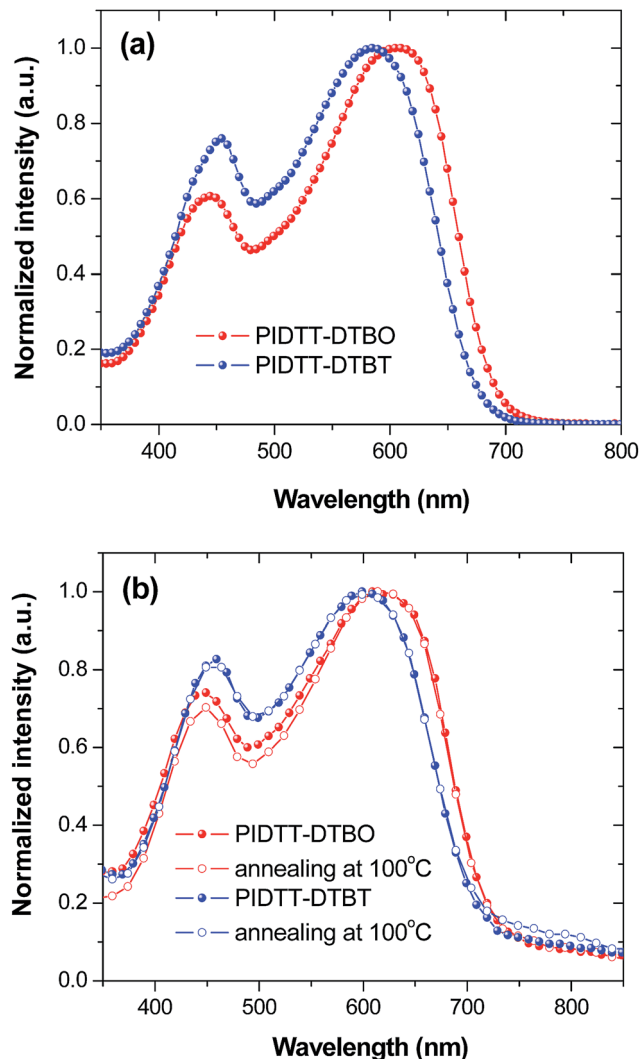 (a)
Normalized intensity (a.u.)
1.0
0.8
0.6
0.4
0.2
0.0
PIDTT-DTBO
PIDTT-DTBT
400 500 600 700 800
Wavelength (nm)
(b)
Normalized intensity (a.u.)
1.0
0.8
0.6
0.4
0.2
0.0
PIDTT-DTBO
annealing at 100°C
PIDTT-DTBT
annealing at 100°C
400 500 600 700 800
Wavelength (nm)